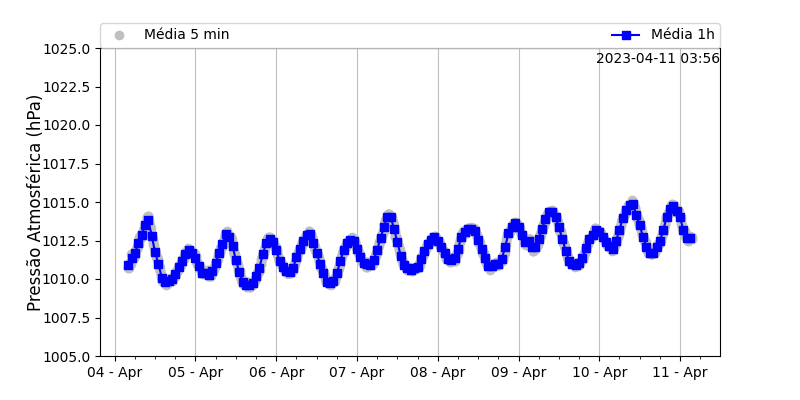 Média 5 min
Média 1h
2023-04-11 03:56
Pressão Atmosférica (hPa)
1025.0
1022.5
1020.0
1017.5
1015.0
1012.5
1010.0
1007.5
1005.0
04 - Apr
05 - Apr
06 - Apr
07 - Apr
08 - Apr
09 - Apr
10 - Apr
11 - Apr